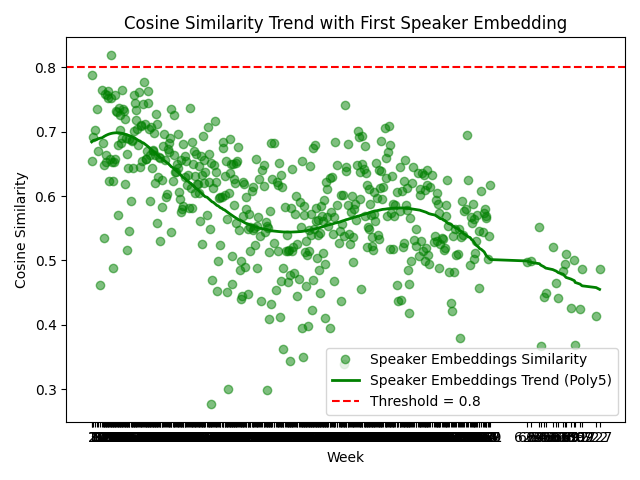 Cosine Similarity Trend with First Speaker Embedding
Cosine Similarity
0.8
0.7
0.6
0.5
0.4
0.3
Speaker Embeddings Similarity
Speaker Embeddings Trend (Poly5)
Threshold = 0.8
Week